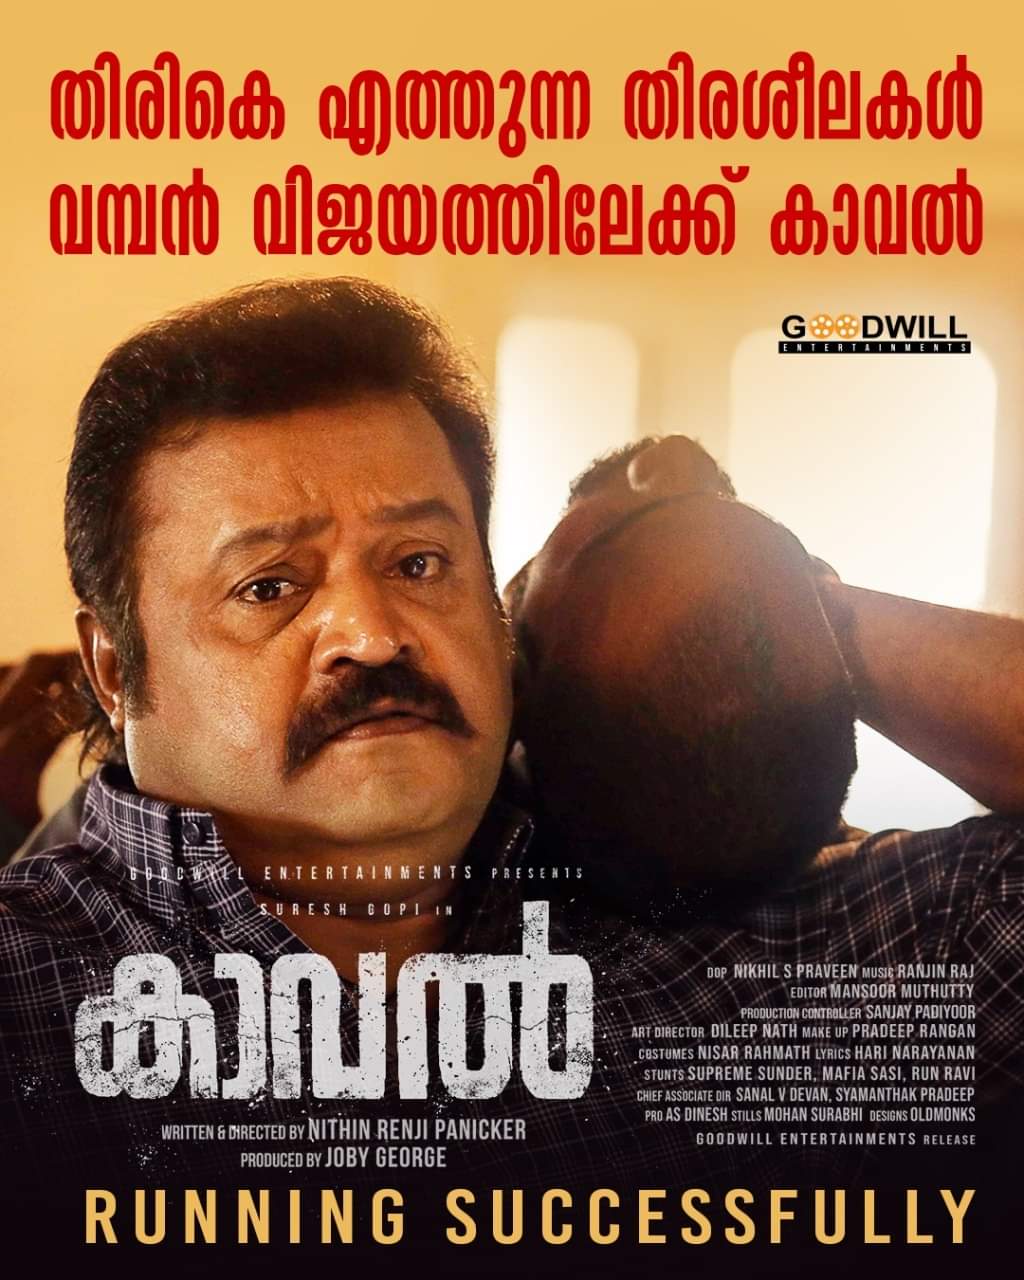 തിരികെ എത്തുന്ന തിരശീലകൾ
വമ്പൻ വിജയത്തിലേക്ക് കാവൽ
GOODWILL
ENTERTAINMENTS
GOODWILL ENTERTAINMENTS PRESENTS
SURESH GOPI IN
കാവൽ
WRITTEN & DIRECTED BY NITHIN RENJI PANICKER
PRODUCED BY JOBY GEORGE
DOP NIKHIL S PRAVEEN MUSIC RANJIN RAJ
EDITOR MANSOOR MUTHUTTY
PRODUCTION CONTROLLER SANJAY PADIYOOR
ART DIRECTOR DILEEP NATH MAKE UP PRADEEP RANGAN
COSTUMES NISAR RAHMATH LYRICS HARI NARAYANAN
STUNTS SUPREME SUNDER, MAFIA SASI, RUN RAVI
CHIEF ASSOCIATE DIR SANAL V DEVAN, SYAMANTHAK PRADEEP
PRO AS DINESH STILLS MOHAN SURABHI DESIGNS OLDMONKS
GOODWILL ENTERTAINMENTS RELEASE
RUNNING SUCCESSFULLY